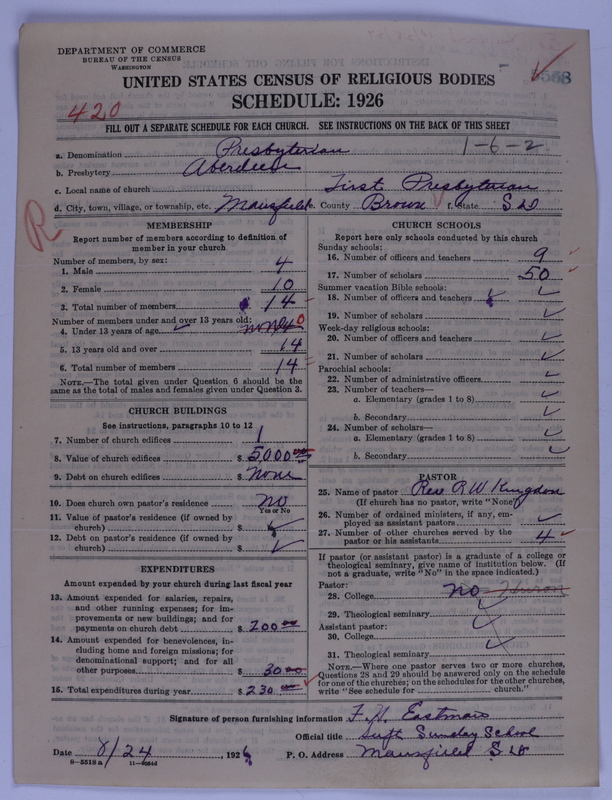 DEPARTMENT OF COMMERCE
BUREAU OF THE CENSUS
WASHINGTON
UNITED STATES CENSUS OF RELIGIOUS BODIES
SCHEDULE: 1926
420
FILL OUT A SEPARATE SCHEDULE FOR EACH CHURCH. SEE INSTRUCTIONS ON THE BACK OF THIS SHEET
1-6-2
a. Denomination Presbyterian
b. Presbytery Aberdeen
c. Local name of church First Presbyterian
d. City, town, village, or township, etc. Mansfield e. County Brown f. State S D
R
MEMBERSHIP
Report number of members according to definition of
member in your church
Number of members, by sex:
1. Male 4
2. Female 10
3. Total number of members 14
Number of members under and over 13 years old:
4. Under 13 years of age 0
5. 13 years old and over 14
6. Total number of members 14
NOTE.—The total given under Question 6 should be
same as the total of males and females given under Question 3.
CHURCH BUILDINGS
See instructions, paragraphs 10 to 12
7. Number of church edifices 1
8. Value of church edifices $ 5000 00
9. Debt on church edifices $ None
10. Does church own pastor's residence no
Yes or No
11. Value of pastor's residence (if owned by
church) $
12. Debt on pastor's residence (if owned by
church) $
EXPENDITURES
Amount expended by your church during last fiscal year
13. Amount expended for salaries, repairs,
and other running expenses; for im-
provements or new buildings; and for
payments on church debt $ 200 00
14. Amount expended for benevolences, in-
cluding home and foreign missions; for
denominational support; and for all
other purposes $ 30 00
15. Total expenditures during year $ 230 00
CHURCH SCHOOLS
Report here only schools conducted by this church
Sunday schools:
16. Number of officers and teachers 9
17. Number of scholars 50
Summer vacation Bible schools:
18. Number of officers and teachers
19. Number of scholars
Week-day religious schools:
20. Number of officers and teachers
21. Number of scholars
Parochial schools:
22. Number of administrative officers
23. Number of teachers—
a. Elementary (grades 1 to 8)
b. Secondary
24. Number of scholars—
a. Elementary (grades 1 to 8)
b. Secondary
PASTOR
25. Name of pastor Rev R W Kingdon
(If church has no pastor, write "None")
26. Number of ordained ministers, if any, em-
ployed as assistant pastors
27. Number of other churches served by the
pastor or his assistants 4
If pastor (or assistant pastor) is a graduate of a college or
theological seminary, give name of institution below. (If
not a graduate, write "No" in the space indicated.)
Pastor:
28. College no Huron
29. Theological seminary
Assistant pastor:
30. College
31. Theological seminary
NOTE.—Where one pastor serves two or more churches,
Questions 28 and 29 should be answered only on the schedule
for one of the churches; on the schedules for the other churches,
write "See schedule for church."
Signature of person furnishing information F. H. Eastman
Official title Supt Sunday School
Date 8/24, 1926 P. O. Address Mansfield S D
8—5518 a